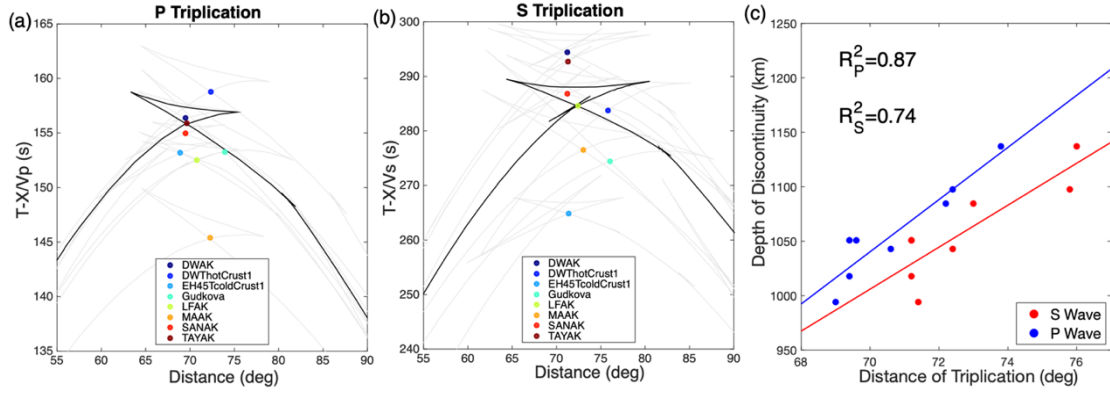 (a)
P Triplication
T-X/Vp (s)
165
160
155
150
145
140
135
55 60 65 70 75 80 85 90
Distance (deg)
DWAK
DWThotCrust1
EH45TcoldCrust1
Gudkova
LFAK
MAAK
SANAK
TAYAK
(b)
S Triplication
T-X/Vs (s)
300
290
280
270
260
250
240
55 60 65 70 75 80 85 90
Distance (deg)
DWAK
DWThotCrust1
EH45TcoldCrust1
Gudkova
LFAK
MAAK
SANAK
TAYAK
(c)
Depth of Discontinuity (km)
1250
1200
1150
1100
1050
1000
950
R²P=0.87
R²S=0.74
68 70 72 74 76
Distance of Triplication (deg)
S Wave
P Wave